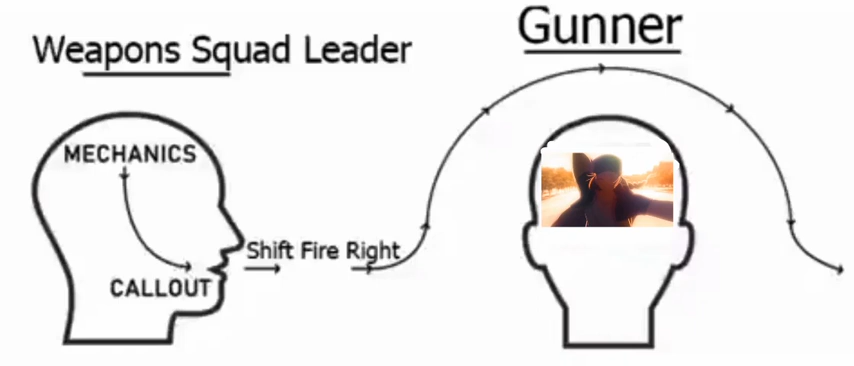 Weapons Squad Leader
Gunner
MECHANICS
Shift Fire Right
CALLOUT